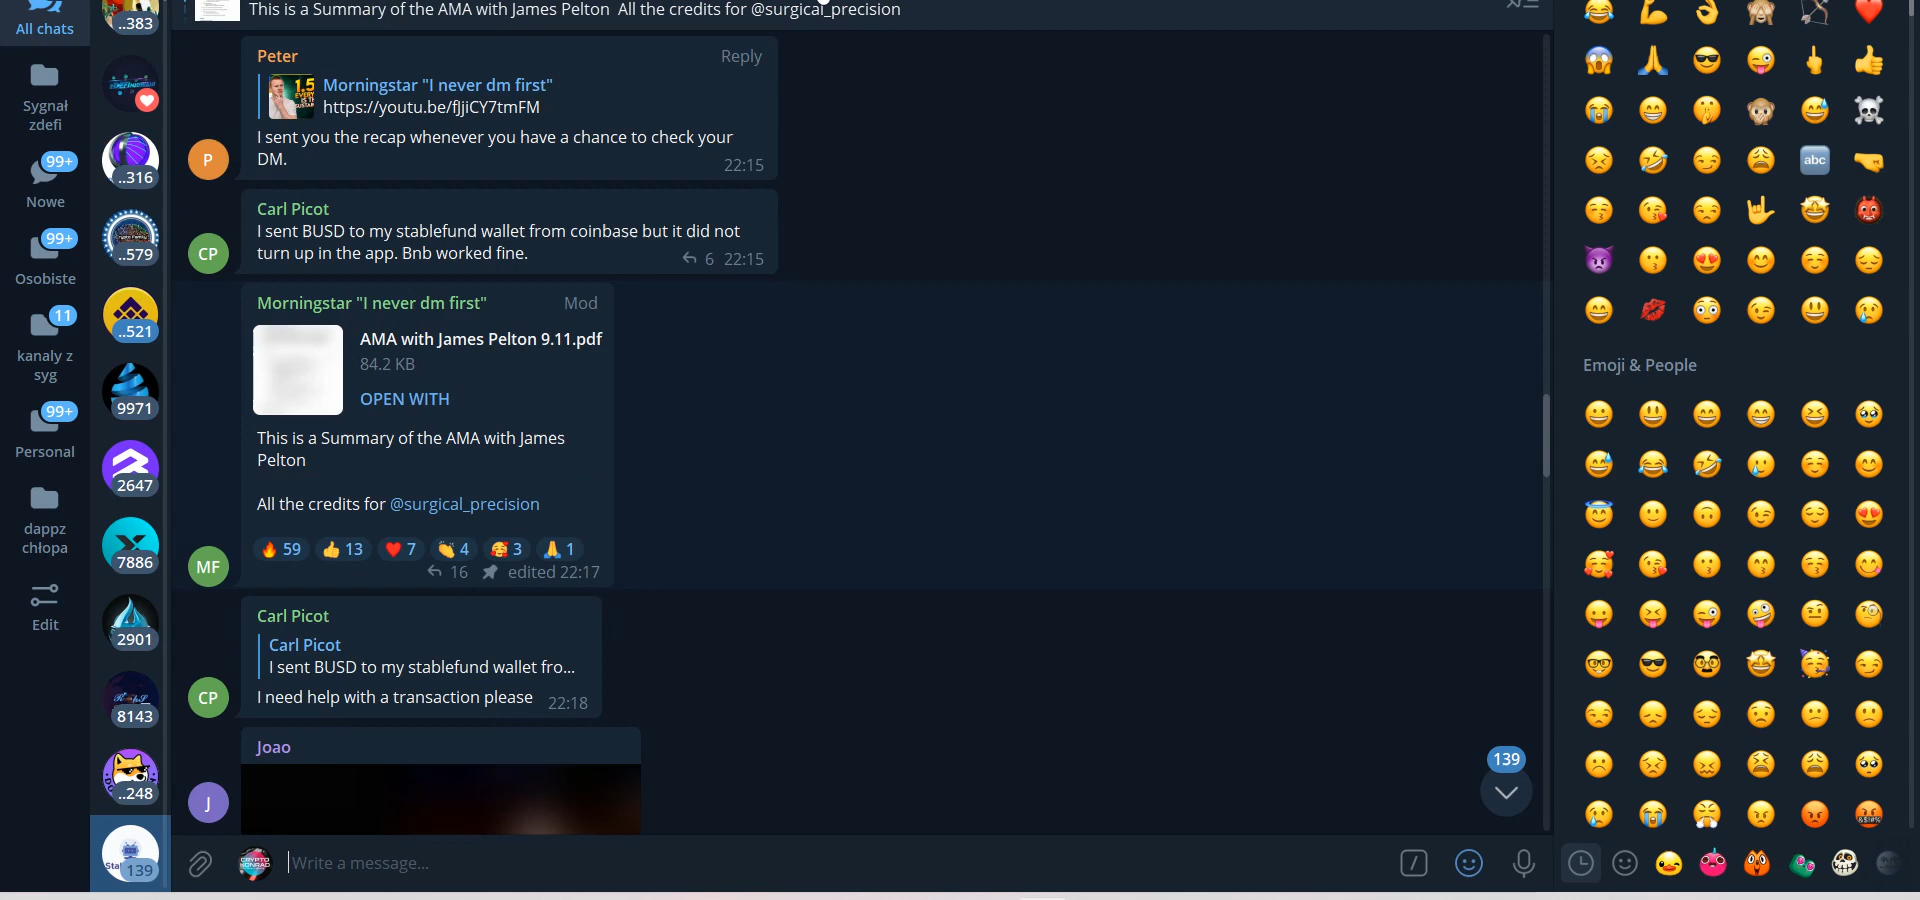 This is a Summary of the AMA with James Pelton  All the credits for @surgical_precision
All chats
Sygnał
zdefi
99+
Nowe
99+
Osobiste
11
kanaly z
syg
99+
Personal
dappz
chłopa
Edit
..383
..316
..579
..521
9971
2647
7886
2901
8143
..248
139
Peter
Reply
Morningstar "I never dm first"
https://youtu.be/fJjiCY7tmFM
I sent you the recap whenever you have a chance to check your
DM.
22:15
P
Carl Picot
I sent BUSD to my stablefund wallet from coinbase but it did not
turn up in the app. Bnb worked fine.
6 22:15
CP
Morningstar "I never dm first"
Mod
AMA with James Pelton 9.11.pdf
84.2 KB
OPEN WITH
This is a Summary of the AMA with James
Pelton
All the credits for @surgical_precision
59 13 7 4 3 1
16 edited 22:17
MF
Carl Picot
Carl Picot
I sent BUSD to my stablefund wallet fro...
I need help with a transaction please
22:18
CP
Joao
J
139
CRYPTO
KONRAD
Write a message...
abc
Emoji & People